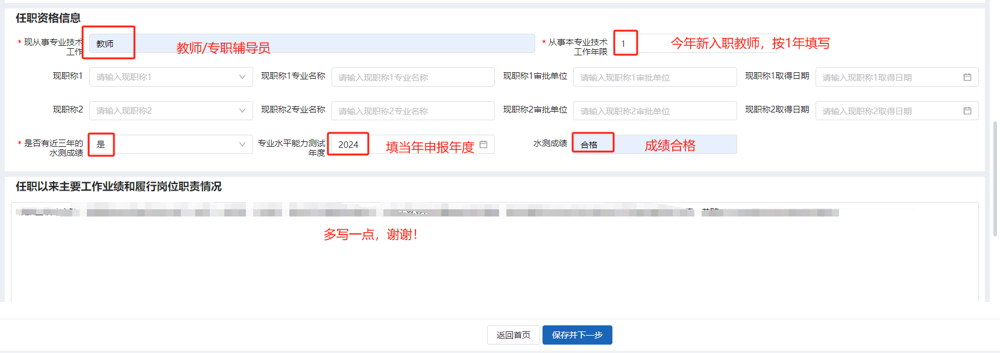 任职资格信息
* 现从事专业技术工作 教师 教师/专职辅导员 * 从事本专业技术工作年限 1 今年新入职教师，按1年填写
现职称1 请输入现职称1 现职称1专业名称 请输入现职称1专业名称 现职称1审批单位 请输入现职称1审批单位 现职称1取得日期 请输入现职称1取得日期
现职称2 请输入现职称2 现职称2专业名称 请输入现职称2专业名称 现职称2审批单位 请输入现职称2审批单位 现职称2取得日期 请输入现职称2取得日期
* 是否有近三年的水测成绩 是 专业水平能力测试年度 2024 填当年申报年度 水测成绩 合格 成绩合格
任职以来主要工作业绩和履行岗位职责情况
多写一点，谢谢！
返回首页 保存并下一步